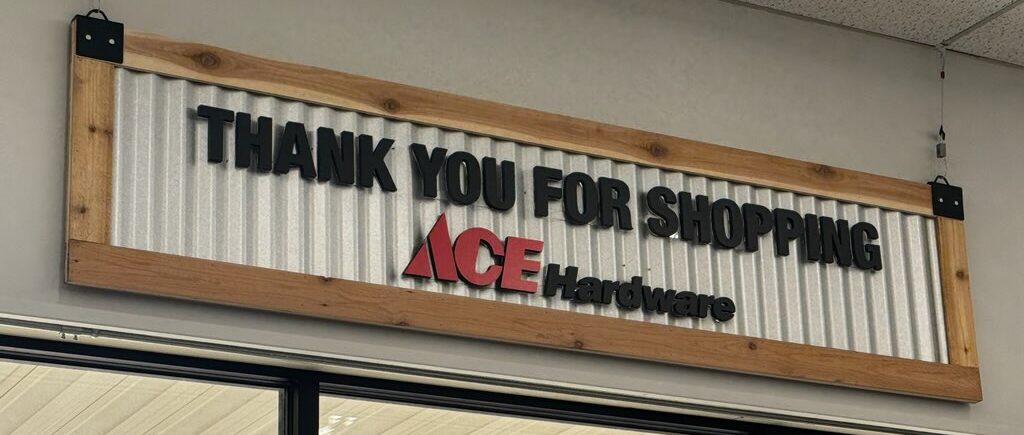 THANK YOU FOR SHOPPING
ACE Hardware